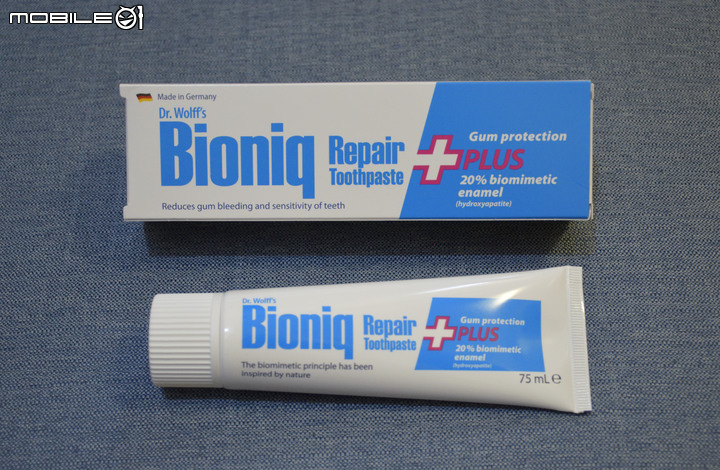 MOBILE01
Made in Germany
Dr. Wolff's
Bioniq
Repair
Toothpaste
Reduces gum bleeding and sensitivity of teeth
Gum protection
PLUS
20% biomimetic
enamel
(hydroxyapatite)
Dr. Wolff's
Bioniq
Repair
Toothpaste
The biomimetic principle has been
inspired by nature
Gum protection
PLUS
20% biomimetic
enamel
(hydroxyapatite)
75 mL ℮